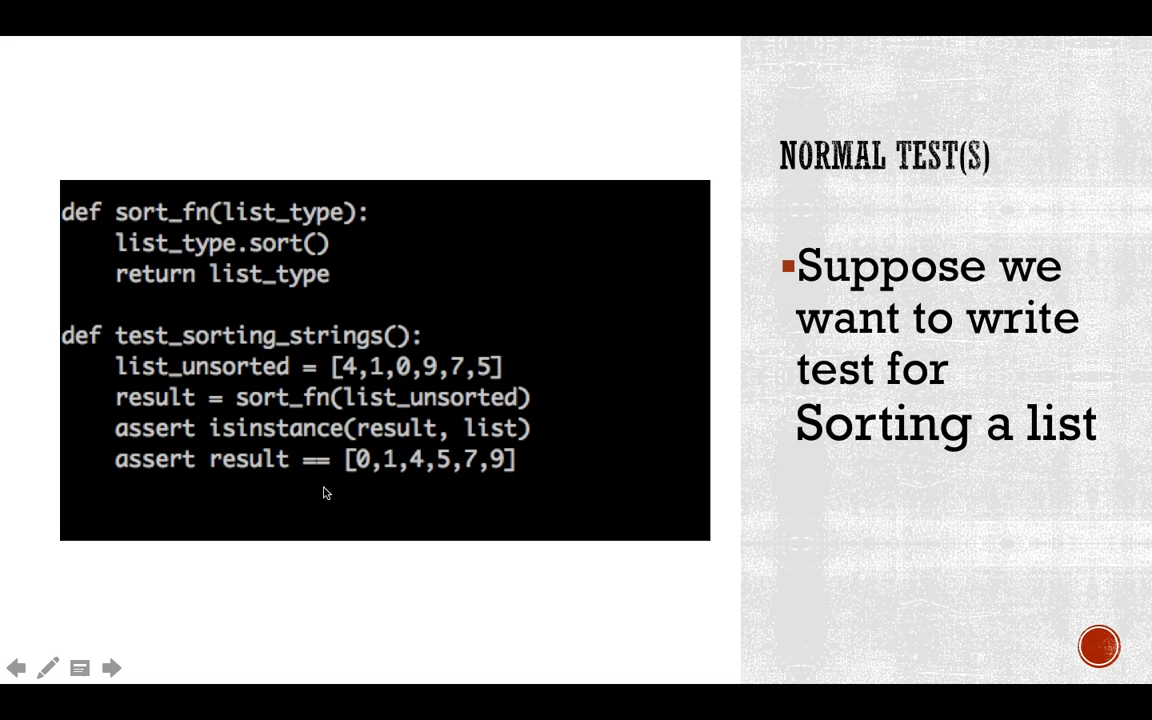 def sort_fn(list_type):
    list_type.sort()
    return list_type
def test_sorting_strings():
    list_unsorted = [4,1,0,9,7,5]
    result = sort_fn(list_unsorted)
    assert isinstance(result, list)
    assert result == [0,1,4,5,7,9]
NORMAL TEST(S)
▪Suppose we
want to write
test for
Sorting a list